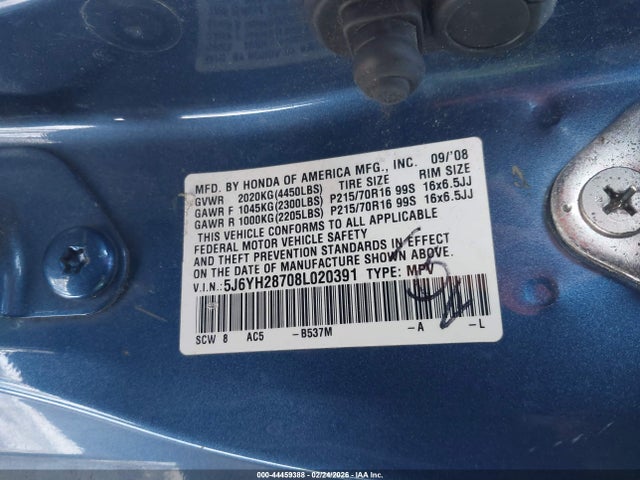 MFD. BY HONDA OF AMERICA MFG., INC. 09/'08
GVWR 2020KG(4450LBS) TIRE SIZE RIM SIZE
GAWR F 1045KG(2300LBS) P215/70R16 99S 16x6.5JJ
GAWR R 1000KG(2205LBS) P215/70R16 99S 16x6.5JJ
THIS VEHICLE CONFORMS TO ALL APPLICABLE
FEDERAL MOTOR VEHICLE SAFETY
AND THEFT PREVENTION STANDARDS IN EFFECT
ON THE DATE OF MANUFACTURE SHOWN ABOVE.
V.I.N.: 5J6YH28708L020391 TYPE: MPV
SCW 8 AC5 -B537M -A -L
000 - 44459388 - 02/24/2026 - IAA Inc.